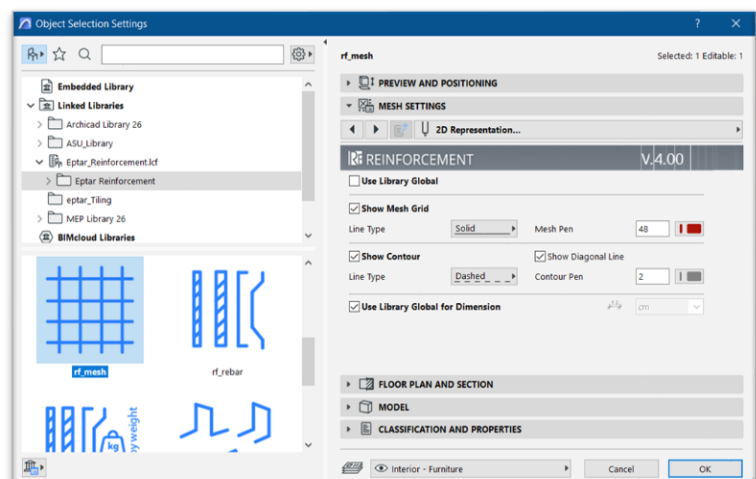 Object Selection Settings
?
Embedded Library
Linked Libraries
Archicad Library 26
ASU_Library
Eptar_Reinforcement.lcf
Eptar Reinforcement
eptar_Tiling
MEP Library 26
BIMcloud Libraries
rf_mesh
rf_rebar
kg
by weight
rf_mesh
Selected: 1 Editable: 1
PREVIEW AND POSITIONING
MESH SETTINGS
2D Representation...
REINFORCEMENT V.4.00
Use Library Global
Show Mesh Grid
Line Type Solid Mesh Pen 48
Show Contour Show Diagonal Line
Line Type Dashed Contour Pen 2
Use Library Global for Dimension cm
FLOOR PLAN AND SECTION
MODEL
CLASSIFICATION AND PROPERTIES
Interior - Furniture Cancel OK